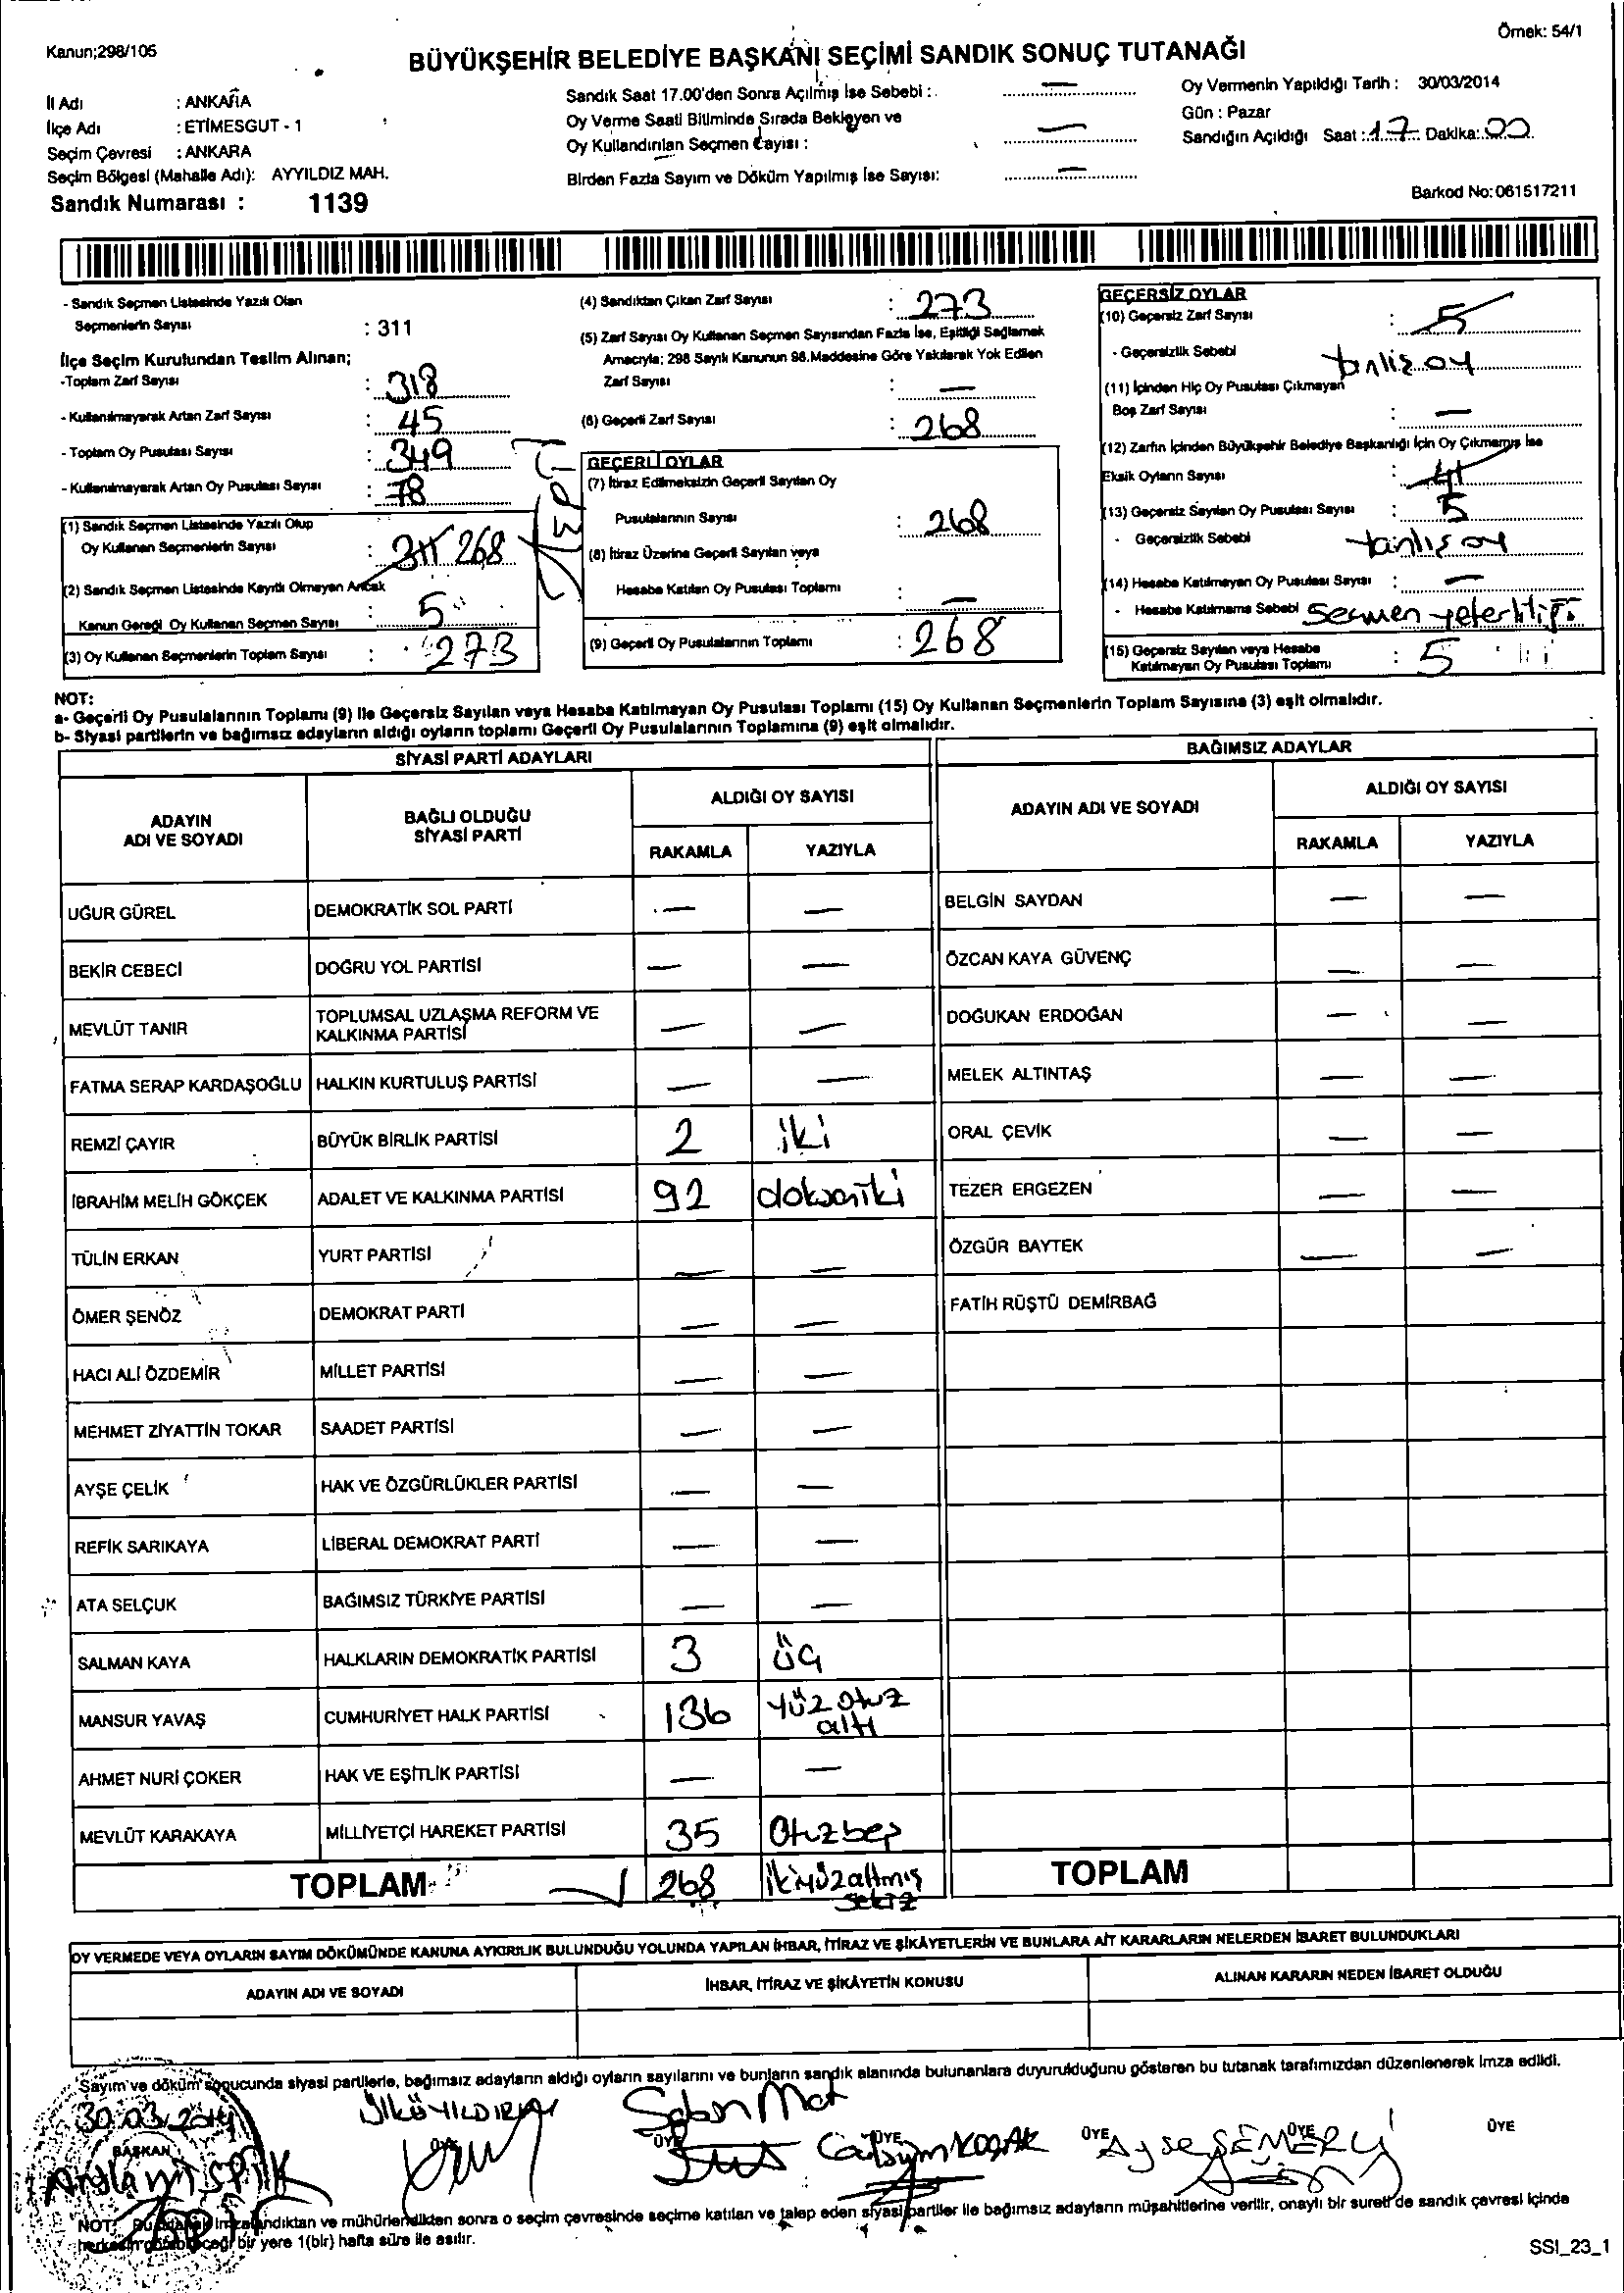 Kanun;298/105
Örnek: 54/1
BÜYÜKŞEHİR BELEDİYE BAŞKANI SEÇİMİ SANDIK SONUÇ TUTANAĞI
İl Adı : ANKARA
İlçe Adı : ETİMESGUT - 1
Seçim Çevresi : ANKARA
Seçim Bölgesi (Mahalle Adı): AYYILDIZ MAH.
Sandık Numarası : 1139
Sandık Saat 17.00'den Sonra Açılmış İse Sebebi : —
Oy Verme Saati Bitiminde Sırada Bekleyen ve
Oy Kullandırılan Seçmen Sayısı : —
Birden Fazla Sayım ve Döküm Yapılmış İse Sayısı: —
Oy Vermenin Yapıldığı Tarih : 30/03/2014
Gün : Pazar
Sandığın Açıldığı Saat : 17 Dakika: 00
Barkod No: 061517211
- Sandık Seçmen Listesinde Yazılı Olan
Seçmenlerin Sayısı : 311
İlçe Seçim Kurulundan Teslim Alınan;
-Toplam Zarf Sayısı : 318
- Kullanılmayarak Artan Zarf Sayısı : 45
- Toplam Oy Pusulası Sayısı : 349
- Kullanılmayarak Artan Oy Pusulası Sayısı : 78
(1) Sandık Seçmen Listesinde Yazılı Olup
Oy Kullanan Seçmenlerin Sayısı : 311 268
(2) Sandık Seçmen Listesinde Kayıtlı Olmayan Ancak
Kanun Gereği Oy Kullanan Seçmen Sayısı : 5
(3) Oy Kullanan Seçmenlerin Toplam Sayısı : 273
(4) Sandıktan Çıkan Zarf Sayısı : 273
(5) Zarf Sayısı Oy Kullanan Seçmen Sayısından Fazla İse, Eşitliği Sağlamak
Amacıyla; 298 Sayılı Kanunun 98.Maddesine Göre Yakılarak Yok Edilen
Zarf Sayısı : —
(6) Geçerli Zarf Sayısı : 268
GEÇERLİ OYLAR
(7) İtiraz Edilmeksizin Geçerli Sayılan Oy
Pusulalarının Sayısı : 268
(8) İtiraz Üzerine Geçerli Sayılan veya
Hesaba Katılan Oy Pusulası Toplamı : —
(9) Geçerli Oy Pusulalarının Toplamı : 268
GEÇERSİZ OYLAR
(10) Geçersiz Zarf Sayısı : 5
- Geçersizlik Sebebi
(11) İçinden Hiç Oy Pusulası Çıkmayan
Boş Zarf Sayısı : —
(12) Zarfın İçinden Büyükşehir Belediye Başkanlığı İçin Oy Çıkmamış İse
Eksik Oyların Sayısı :
(13) Geçersiz Sayılan Oy Pusulası Sayısı : 5
- Geçersizlik Sebebi yanlış oy
(14) Hesaba Katılmayan Oy Pusulası Sayısı : —
- Hesaba Katılmama Sebebi Seçmen yeterliliği
(15) Geçersiz Sayılan veya Hesaba
Katılmayan Oy Pusulası Toplamı : 5
NOT:
a- Geçerli Oy Pusulalarının Toplamı (9) ile Geçersiz Sayılan veya Hesaba Katılmayan Oy Pusulası Toplamı (15) Oy Kullanan Seçmenlerin Toplam Sayısına (3) eşit olmalıdır.
b- Siyasi partilerin ve bağımsız adayların aldığı oyların toplamı Geçerli Oy Pusulalarının Toplamına (9) eşit olmalıdır.
SİYASİ PARTİ ADAYLARI
BAĞIMSIZ ADAYLAR
ADAYIN ADI VE SOYADI
BAĞLI OLDUĞU SİYASİ PARTİ
ALDIĞI OY SAYISI
RAKAMLA YAZIYLA
ADAYIN ADI VE SOYADI
ALDIĞI OY SAYISI
RAKAMLA YAZIYLA
UĞUR GÜREL DEMOKRATİK SOL PARTİ — — BELGİN SAYDAN — —
BEKİR CEBECİ DOĞRU YOL PARTİSİ — — ÖZCAN KAYA GÜVENÇ — —
MEVLÜT TANIR TOPLUMSAL UZLAŞMA REFORM VE KALKINMA PARTİSİ — — DOĞUKAN ERDOĞAN — —
FATMA SERAP KARDAŞOĞLU HALKIN KURTULUŞ PARTİSİ — — MELEK ALTINTAŞ — —
REMZİ ÇAYIR BÜYÜK BİRLİK PARTİSİ 2 iki ORAL ÇEVİK — —
İBRAHİM MELİH GÖKÇEK ADALET VE KALKINMA PARTİSİ 92 doksaniki TEZER ERGEZEN — —
TÜLİN ERKAN YURT PARTİSİ — — ÖZGÜR BAYTEK — —
ÖMER ŞENÖZ DEMOKRAT PARTİ — — FATİH RÜŞTÜ DEMİRBAĞ
HACI ALİ ÖZDEMİR MİLLET PARTİSİ — —
MEHMET ZİYATTİN TOKAR SAADET PARTİSİ — —
AYŞE ÇELİK HAK VE ÖZGÜRLÜKLER PARTİSİ — —
REFİK SARIKAYA LİBERAL DEMOKRAT PARTİ — —
ATA SELÇUK BAĞIMSIZ TÜRKİYE PARTİSİ — —
SALMAN KAYA HALKLARIN DEMOKRATİK PARTİSİ 3 üç
MANSUR YAVAŞ CUMHURİYET HALK PARTİSİ 136 yüz otuz altı
AHMET NURİ ÇOKER HAK VE EŞİTLİK PARTİSİ — —
MEVLÜT KARAKAYA MİLLİYETÇİ HAREKET PARTİSİ 35 Otuzbeş
TOPLAM 268 ikiyüzaltmış sekiz TOPLAM
OY VERMEDE VEYA OYLARIN SAYIM DÖKÜMÜNDE KANUNA AYKIRILIK BULUNDUĞU YOLUNDA YAPILAN İHBAR, İTİRAZ VE ŞİKÂYETLERİN VE BUNLARA AİT KARARLARIN NELERDEN İBARET BULUNDUKLARI
ADAYIN ADI VE SOYADI İHBAR, İTİRAZ VE ŞİKÂYETİN KONUSU ALINAN KARARIN NEDEN İBARET OLDUĞU
Sayım ve döküm sonucunda siyasi partilerle, bağımsız adayların aldığı oyların sayılarını ve bunların sandık alanında bulunanlara duyurulduğunu gösteren bu tutanak tarafımızdan düzenlenerek imza edildi.
30.03.2014
BAŞKAN ÜYE ÜYE ÜYE ÜYE ÜYE ÜYE
NOT: Bu tutanak imzalandıktan ve mühürlendikten sonra o seçim çevresinde seçime katılan ve talep eden siyasi partiler ile bağımsız adayların müşahitlerine verilir, onaylı bir sureti de sandık çevresi içinde
herkesin görebileceği bir yere 1(bir) hafta süre ile asılır.
SSI_23_1